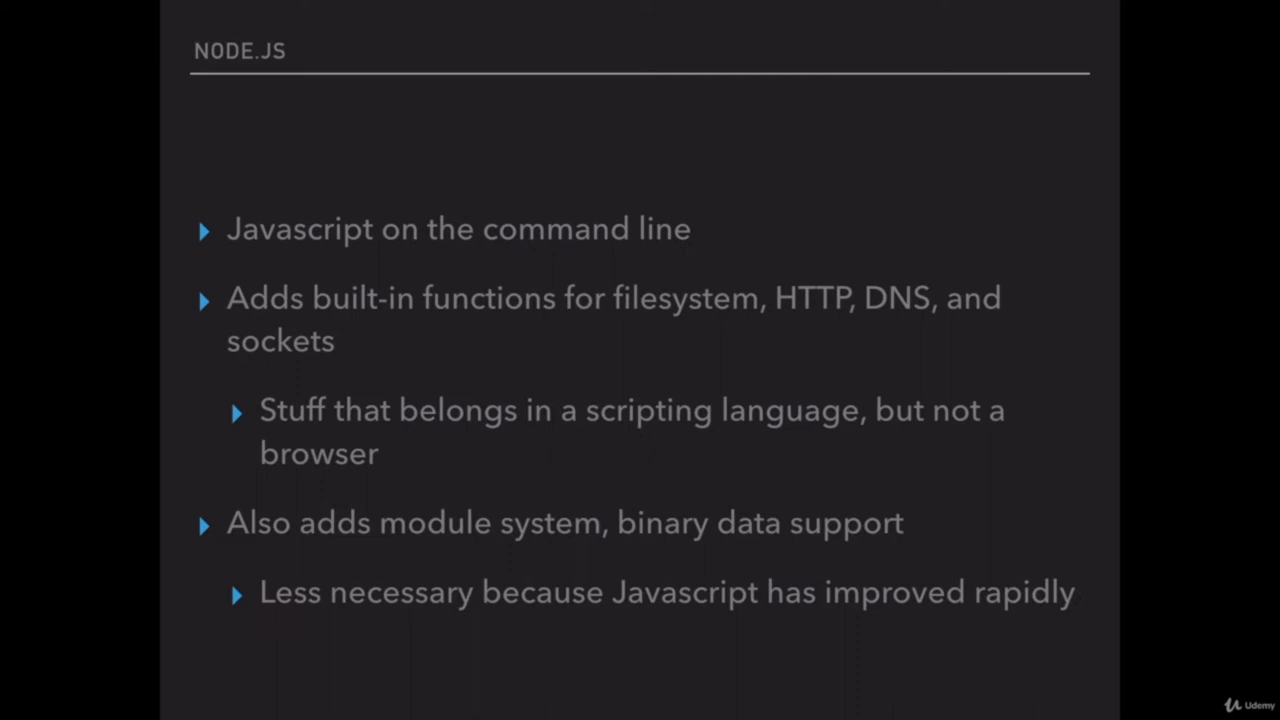 NODE.JS
Javascript on the command line
Adds built-in functions for filesystem, HTTP, DNS, and
sockets
Stuff that belongs in a scripting language, but not a
browser
Also adds module system, binary data support
Less necessary because Javascript has improved rapidly
Udemy